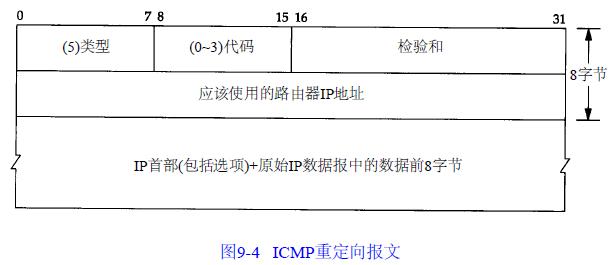 0 7 8 15 16 31
(5)类型 (0~3)代码 检验和
8字节
应该使用的路由器IP地址
IP首部(包括选项)+原始IP数据报中的数据前8字节
图9-4 ICMP重定向报文